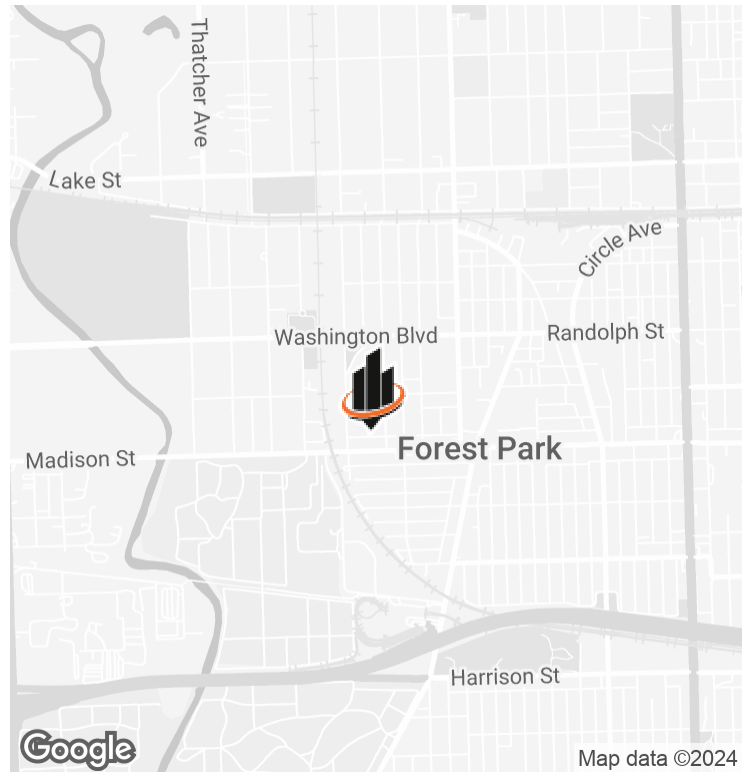 Thatcher Ave
Lake St
Circle Ave
Washington Blvd
Randolph St
Forest Park
Madison St
Harrison St
Google
Map data ©2024